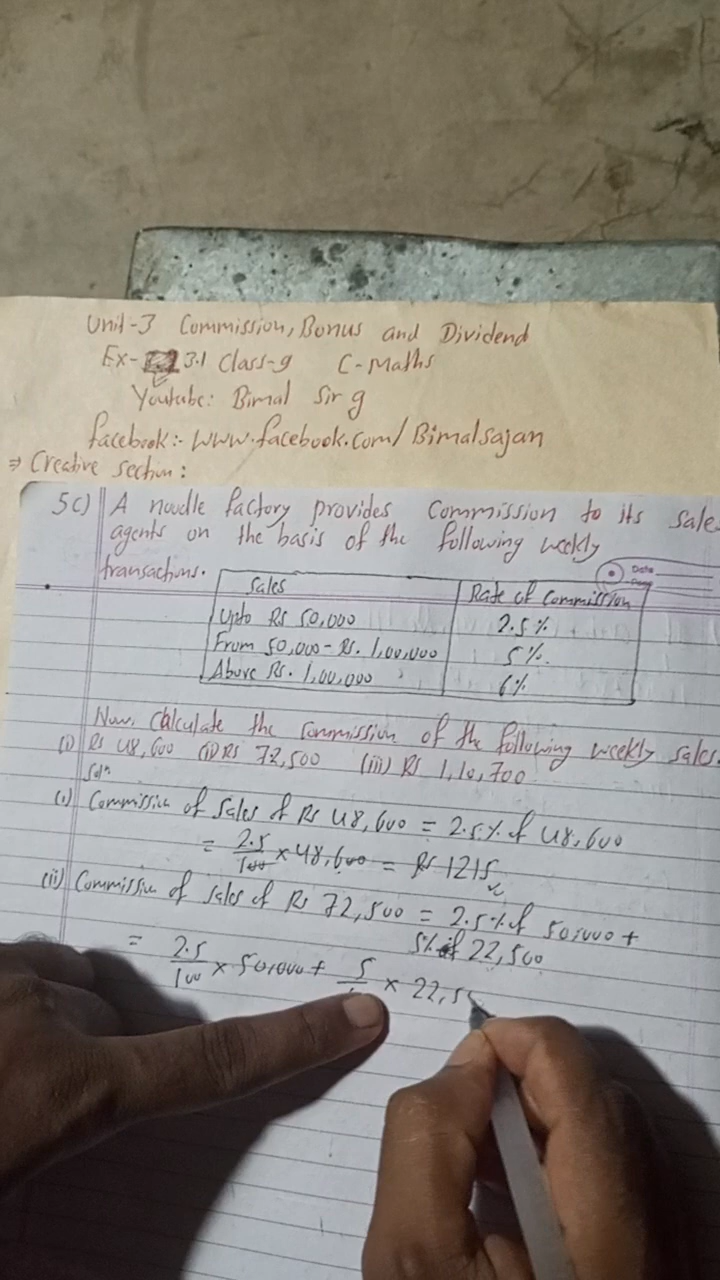 Unit-3 Commission, Bonus and Dividend
Ex- 3.1 Class-9 C-Maths
Youtube: Bimal Sir g
facebook:- www.facebook.com/Bimalsajan
⇒ Creative section:
5c) A noodle factory provides Commission to its sale
agents on the basis of the following weekly
transactions.
Date
Page
Sales Rate of Commission
Upto Rs 50,000 2.5%
From 50,000 - Rs. 1,00,000 5%
Above Rs. 1,00,000 6%
Now, Calculate the Commission of the following weekly sales.
(i) Rs 48,600 (ii) Rs 72,500 (iii) Rs 1,10,700
Solⁿ
(i) Commission of Sales of Rs 48,600 = 2.5% of 48,600
= 2.5/100 × 48,600 = Rs 1215
(ii) Commission of sales of Rs 72,500 = 2.5% of 50,000 +
5% of 22,500
= 2.5/100 × 50,000 + 5/ × 22,5